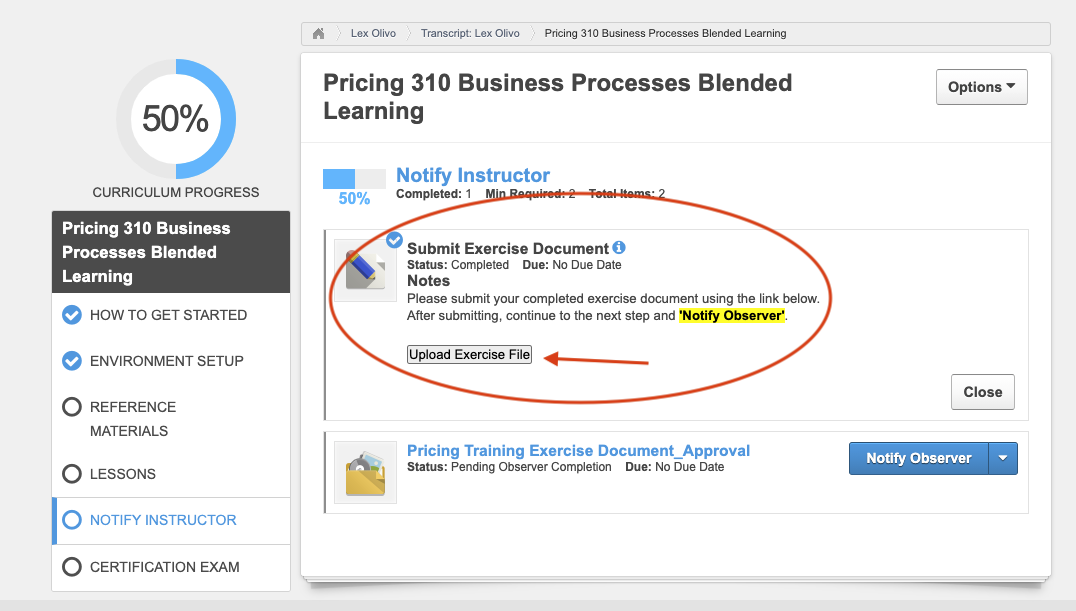 Lex Olivo Transcript: Lex Olivo Pricing 310 Business Processes Blended Learning
50%
CURRICULUM PROGRESS
Pricing 310 Business
Processes Blended
Learning
HOW TO GET STARTED
ENVIRONMENT SETUP
REFERENCE
MATERIALS
LESSONS
NOTIFY INSTRUCTOR
CERTIFICATION EXAM
Pricing 310 Business Processes Blended
Learning
Options
50%
Notify Instructor
Completed: 1 Min Required: 2 Total Items: 2
Submit Exercise Document
Status: Completed Due: No Due Date
Notes
Please submit your completed exercise document using the link below.
After submitting, continue to the next step and 'Notify Observer'.
Upload Exercise File
Close
Pricing Training Exercise Document_Approval
Status: Pending Observer Completion Due: No Due Date
Notify Observer